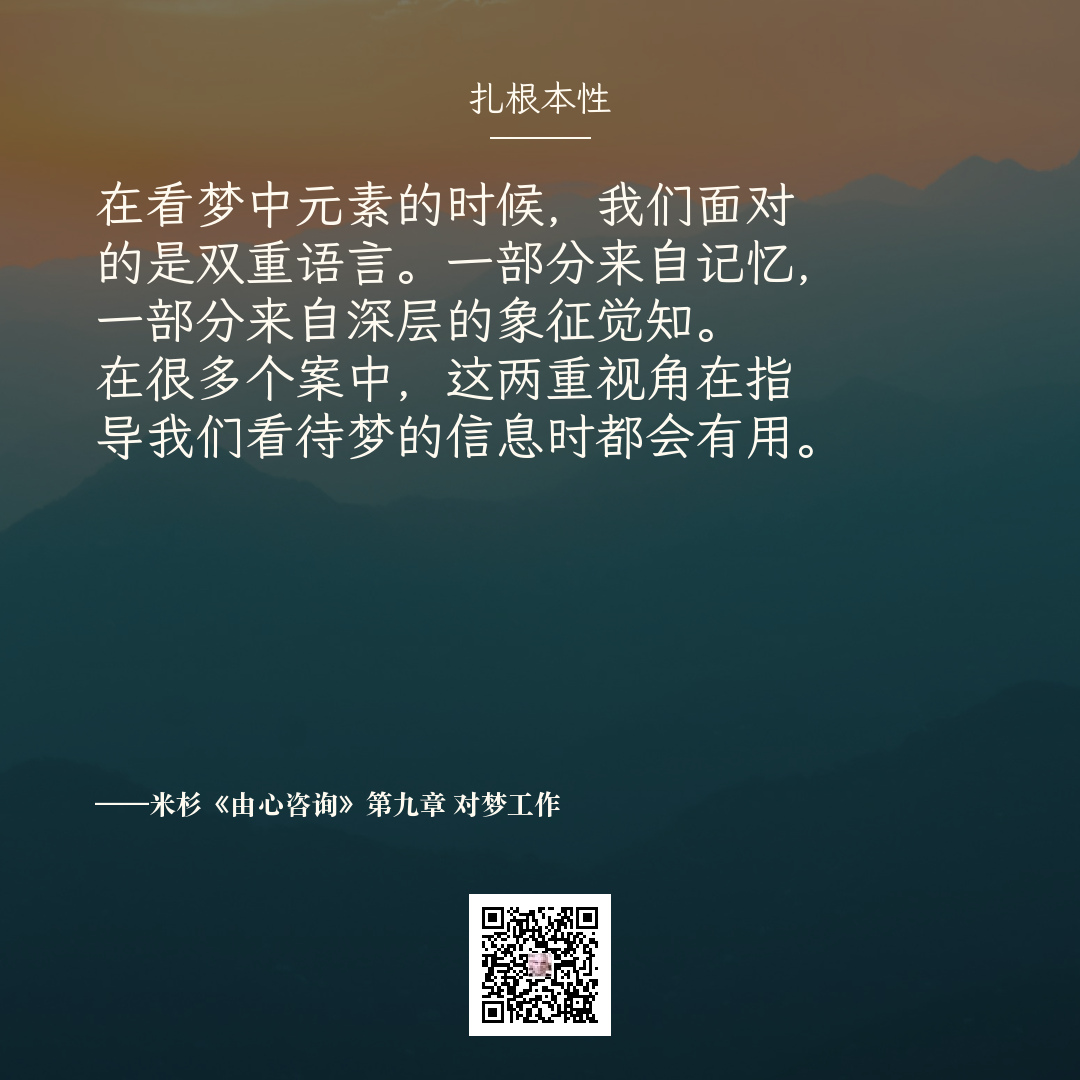 扎根本性
在看梦中元素的时候，我们面对
的是双重语言。一部分来自记忆，
一部分来自深层的象征觉知。
在很多个案中，这两重视角在指
导我们看待梦的信息时都会有用。
——米杉《由心咨询》第九章 对梦工作